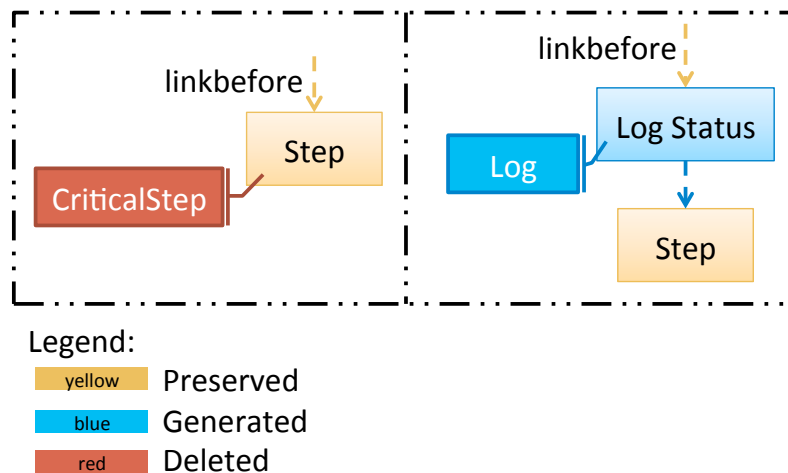 linkbefore
Step
CriticalStep
linkbefore
Log Status
Log
Step
Legend:
yellow Preserved
blue Generated
red Deleted